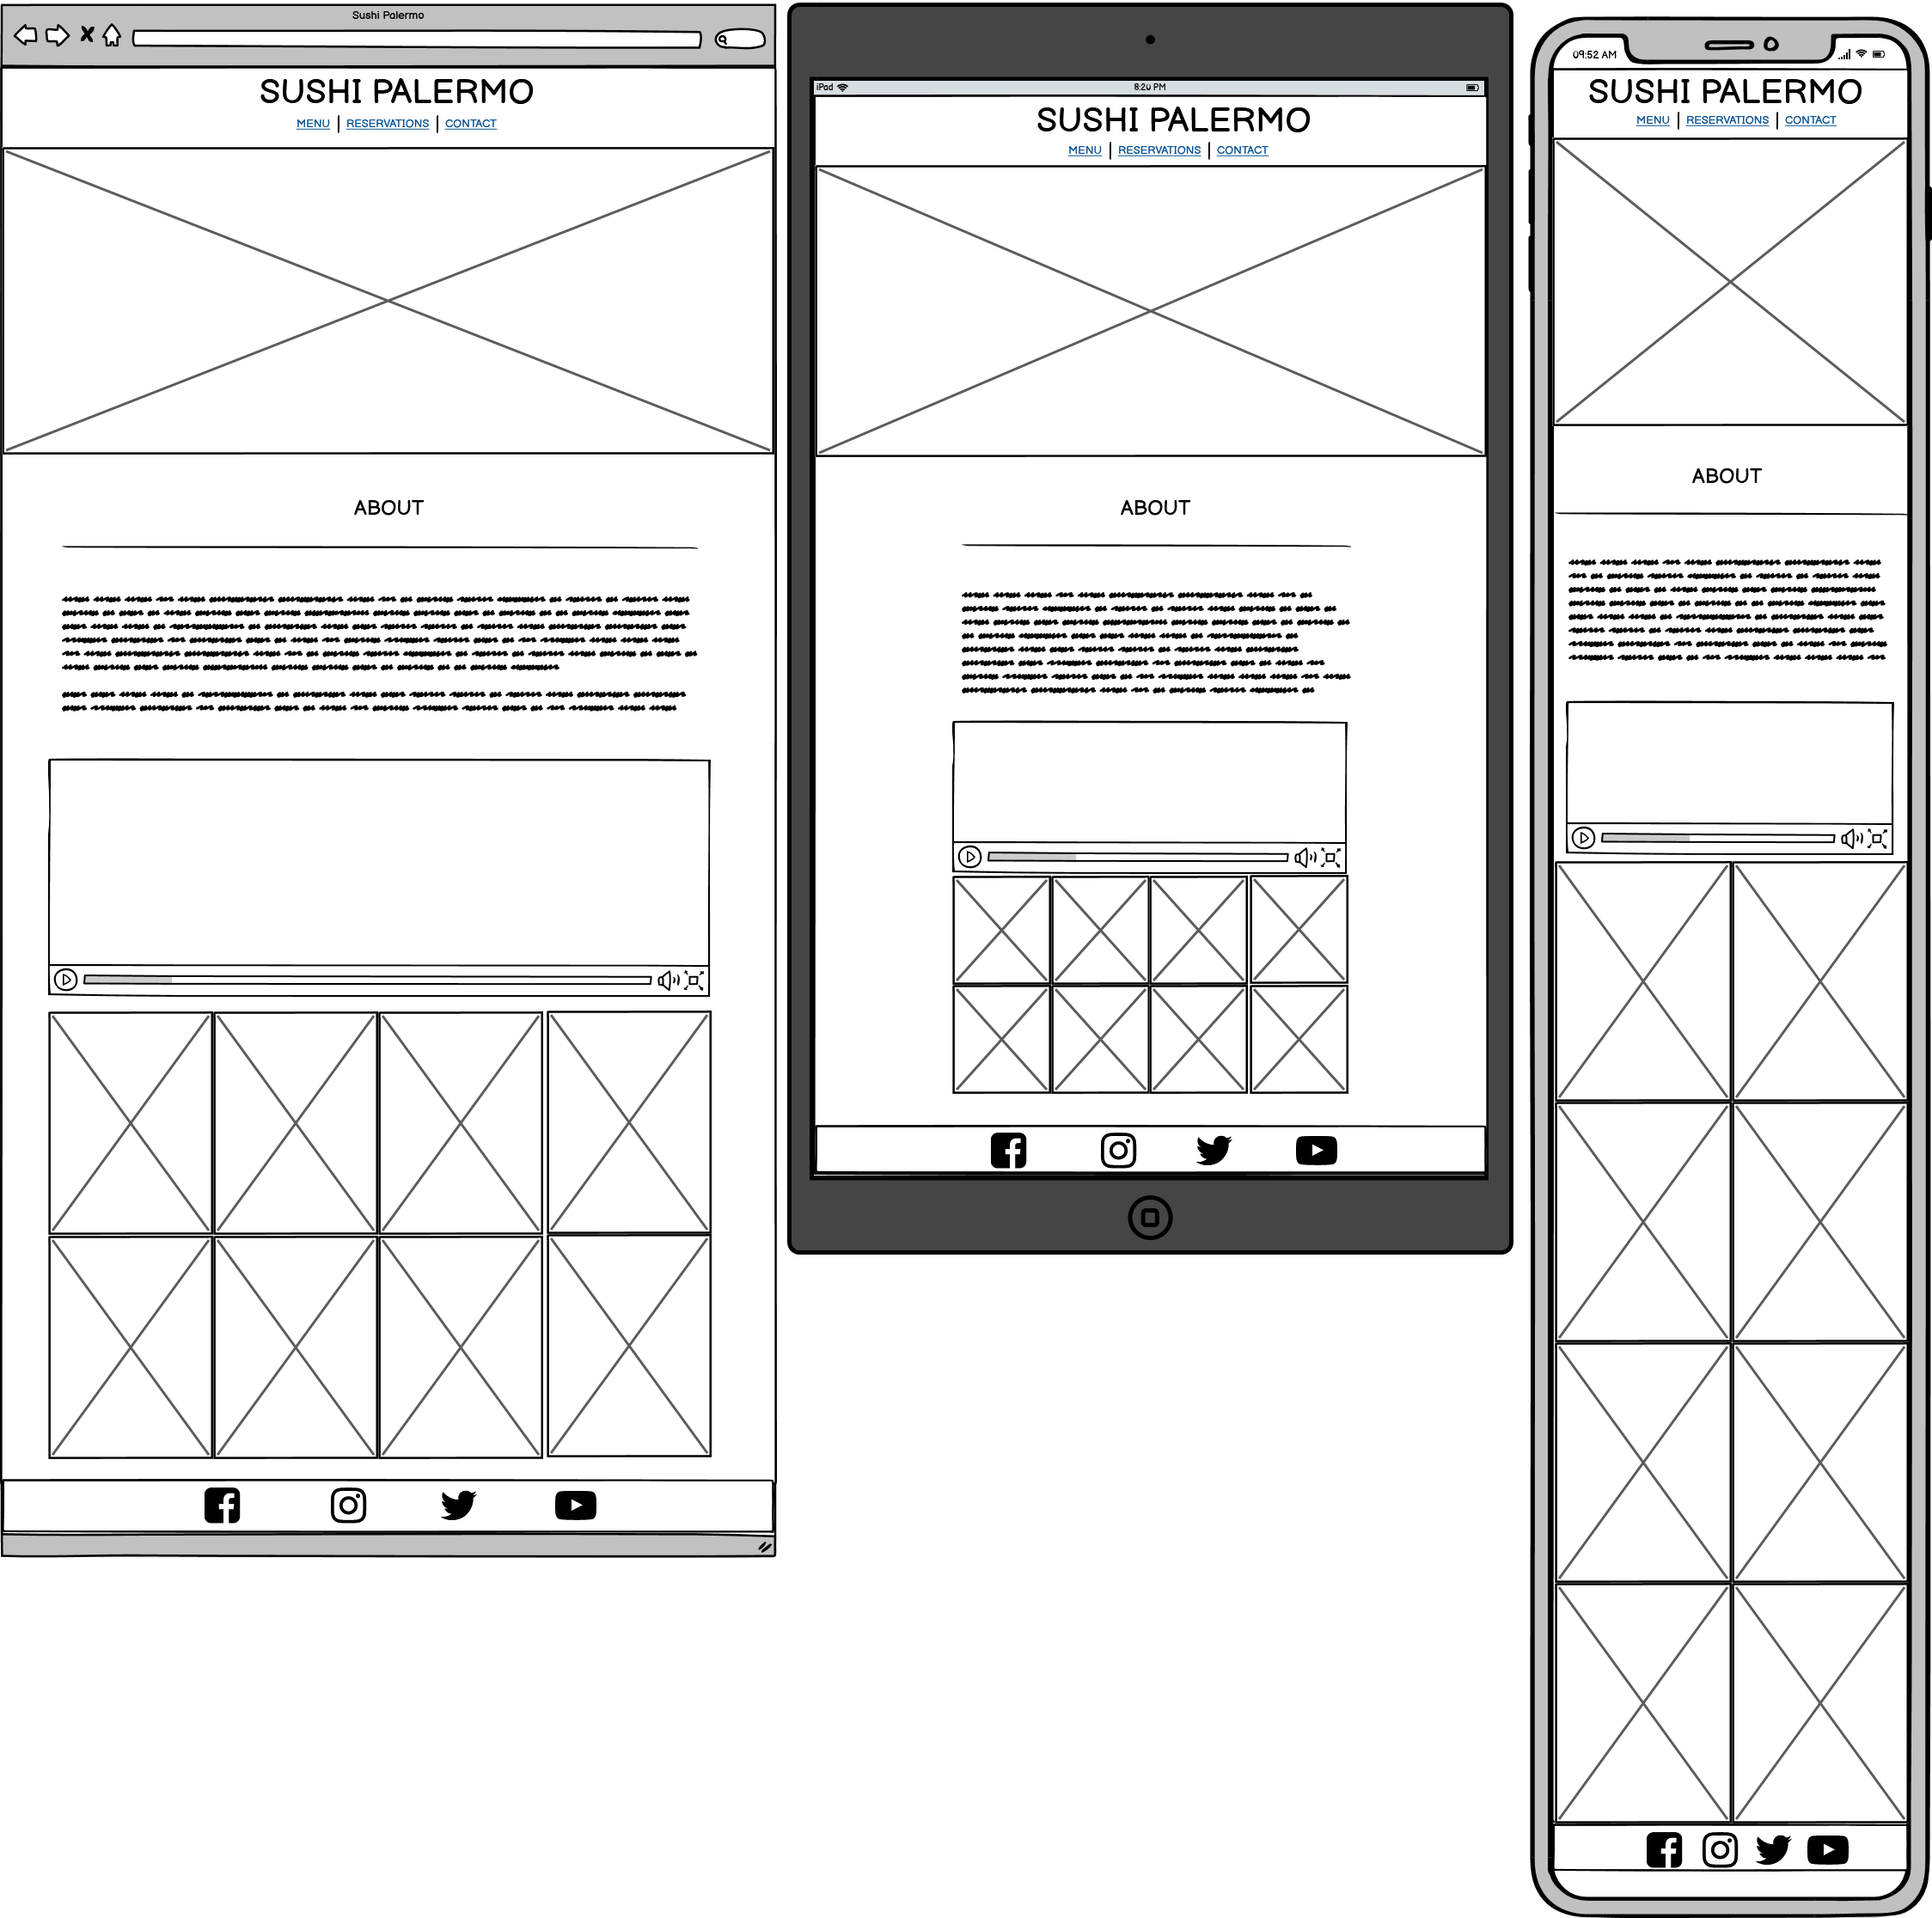 Sushi Palermo
SUSHI PALERMO
MENU | RESERVATIONS | CONTACT
ABOUT
iPad 8:20 PM
SUSHI PALERMO
MENU | RESERVATIONS | CONTACT
ABOUT
09:52 AM
SUSHI PALERMO
MENU | RESERVATIONS | CONTACT
ABOUT